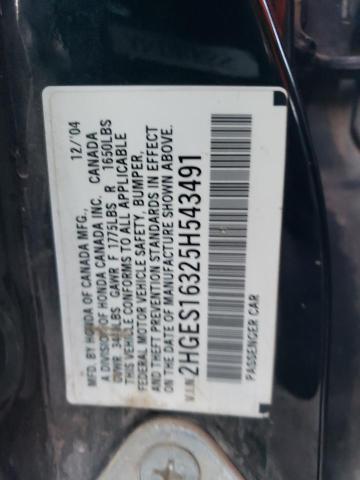 MFD. BY HONDA OF CANADA MFG. 12/'04
A DIVISION OF HONDA CANADA INC. CANADA
GVWR LBS GAWR F 1775LBS R 1650LBS
THIS VEHICLE CONFORMS TO ALL APPLICABLE
FEDERAL MOTOR VEHICLE SAFETY, BUMPER,
AND THEFT PREVENTION STANDARDS IN EFFECT
ON THE DATE OF MANUFACTURE SHOWN ABOVE.
V.I.N. 2HGES16325H543491
PASSENGER CAR